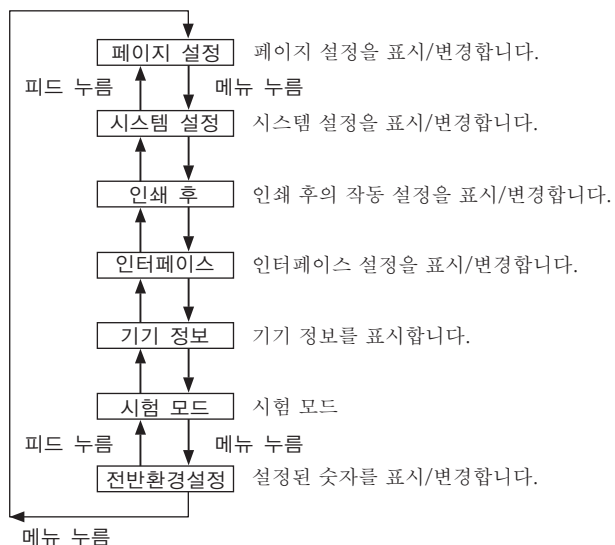 페이지 설정 페이지 설정을 표시/변경합니다.
피드 누름 메뉴 누름
시스템 설정 시스템 설정을 표시/변경합니다.
인쇄 후 인쇄 후의 작동 설정을 표시/변경합니다.
인터페이스 인터페이스 설정을 표시/변경합니다.
기기 정보 기기 정보를 표시합니다.
시험 모드 시험 모드
피드 누름 메뉴 누름
전반환경설정 설정된 숫자를 표시/변경합니다.
메뉴 누름